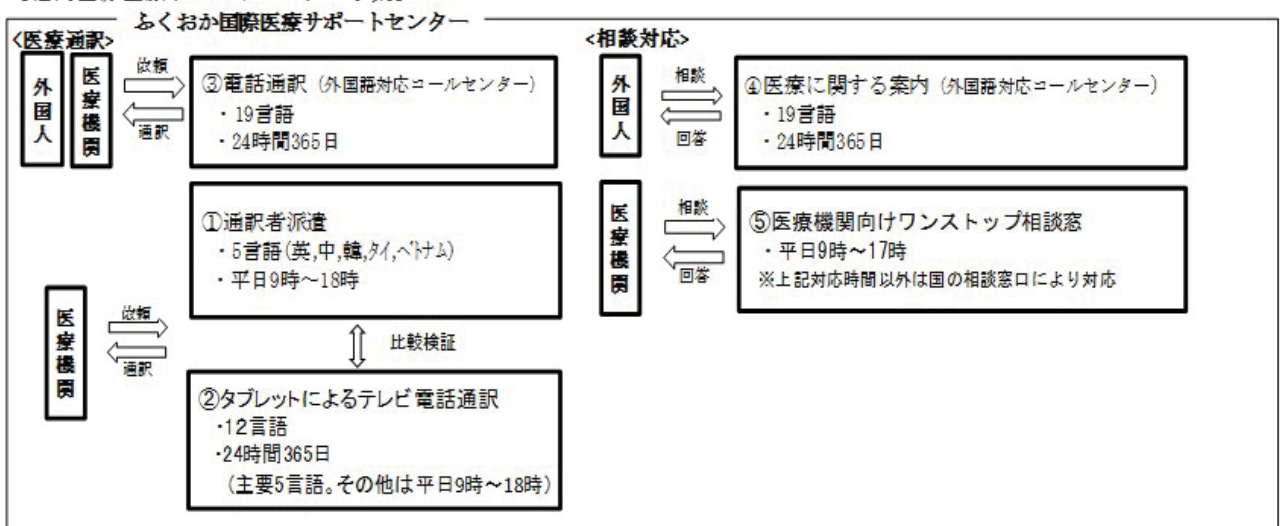 ふくおか国際医療サポートセンター
<医療通訳>
外国人
医療機関
依頼
通訳
③電話通訳（外国語対応コールセンター）
・19言語
・24時間365日
①通訳者派遣
・5言語(英,中,韓,タイ,ベトナム)
・平日9時～18時
医療機関
依頼
通訳
比較検証
②タブレットによるテレビ電話通訳
・12言語
・24時間365日
（主要5言語。その他は平日9時～18時）
<相談対応>
外国人
相談
回答
④医療に関する案内（外国語対応コールセンター）
・19言語
・24時間365日
医療機関
相談
回答
⑤医療機関向けワンストップ相談窓
・平日9時～17時
※上記対応時間以外は国の相談窓口により対応